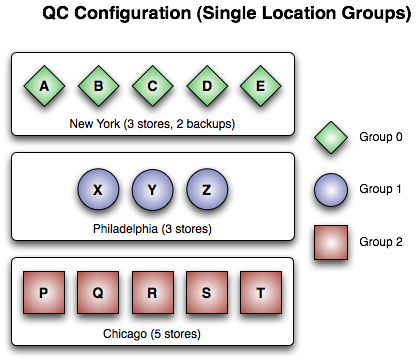 QC Configuration (Single Location Groups)
A B C D E
New York (3 stores, 2 backups)
Group 0
X Y Z
Group 1
Philadelphia (3 stores)
Group 2
P Q R S T
Chicago (5 stores)